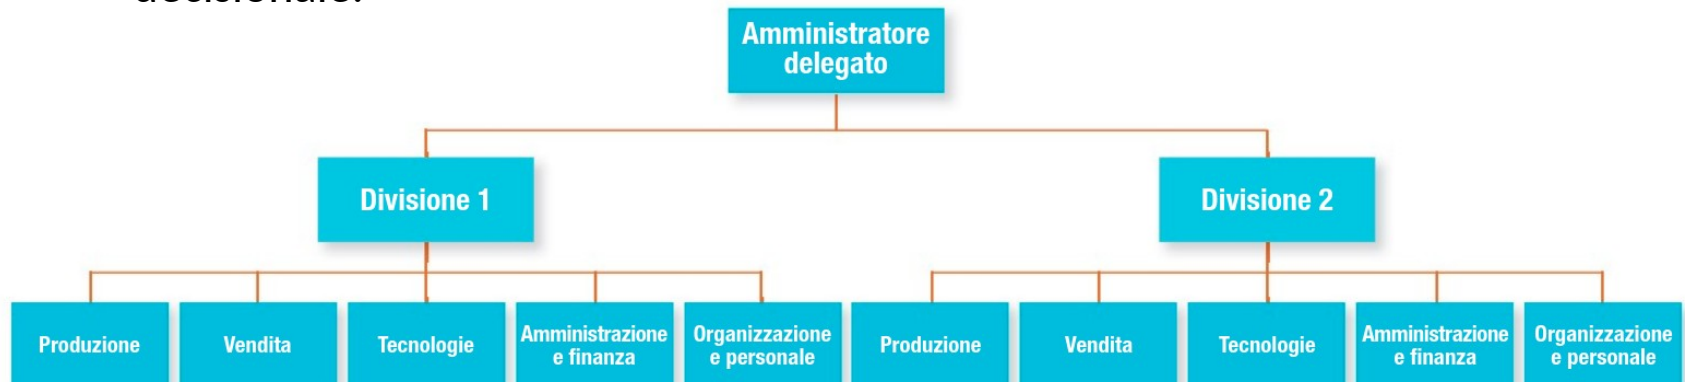 decisionale.
Amministratore
delegato
Divisione 1
Divisione 2
Produzione
Vendita
Tecnologie
Amministrazione
e finanza
Organizzazione
e personale
Produzione
Vendita
Tecnologie
Amministrazione
e finanza
Organizzazione
e personale